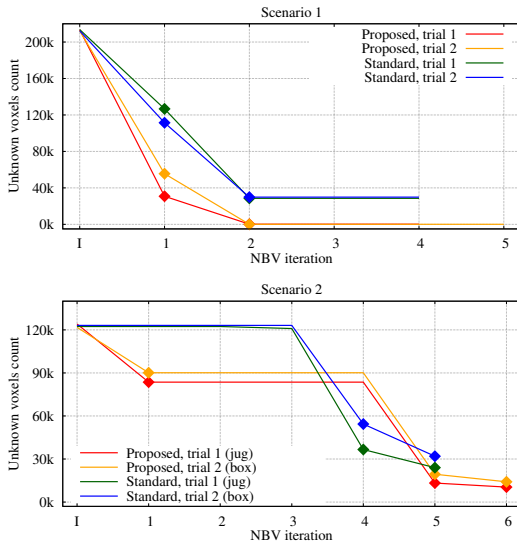 Scenario 1
Unknown voxels count
200k
160k
120k
80k
40k
0k
Proposed, trial 1
Proposed, trial 2
Standard, trial 1
Standard, trial 2
I 1 2 3 4 5
NBV iteration
Scenario 2
Unknown voxels count
120k
90k
60k
30k
0k
Proposed, trial 1 (jug)
Proposed, trial 2 (box)
Standard, trial 1 (jug)
Standard, trial 2 (box)
I 1 2 3 4 5 6
NBV iteration